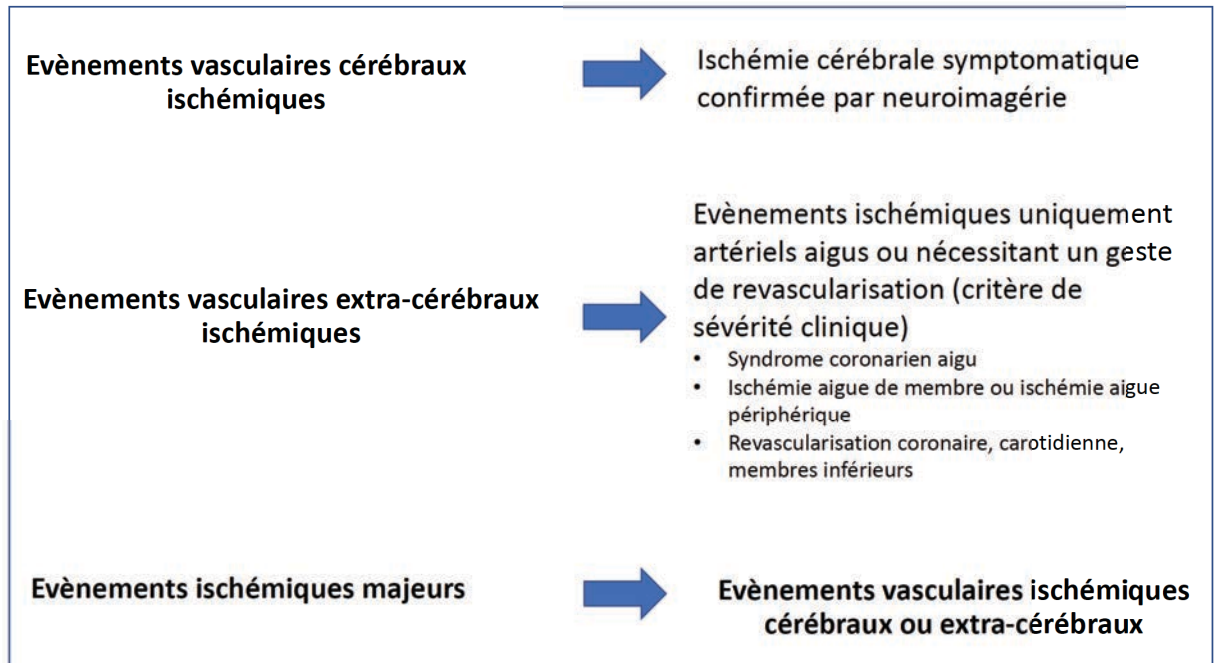 Evènements vasculaires cérébraux
ischémiques
Ischémie cérébrale symptomatique
confirmée par neuroimagérie
Evènements vasculaires extra-cérébraux
ischémiques
Evènements ischémiques uniquement
artériels aigus ou nécessitant un geste
de revascularisation (critère de
sévérité clinique)
• Syndrome coronarien aigu
• Ischémie aigue de membre ou ischémie aigue
périphérique
• Revascularisation coronaire, carotidienne,
membres inférieurs
Evènements ischémiques majeurs
Evènements vasculaires ischémiques
cérébraux ou extra-cérébraux